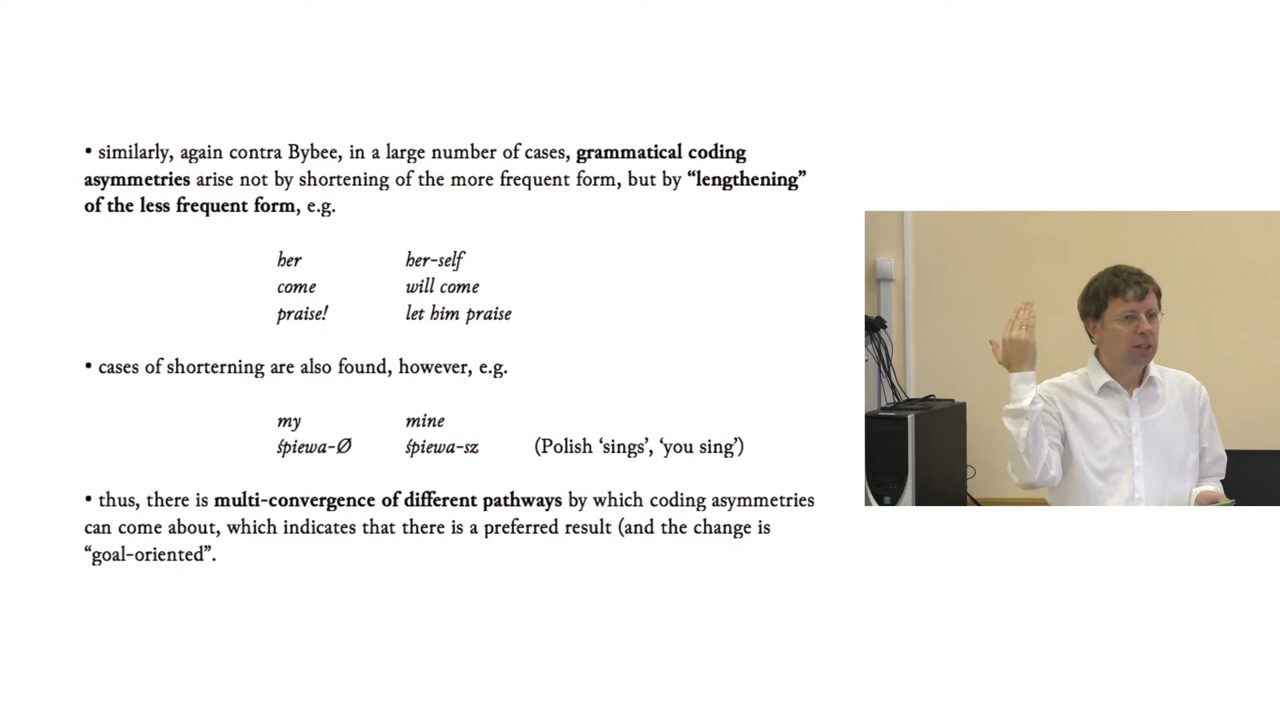 • similarly, again contra Bybee, in a large number of cases, grammatical coding
asymmetries arise not by shortening of the more frequent form, but by “lengthening”
of the less frequent form, e.g.
her her-self
come will come
praise! let him praise
• cases of shorterning are also found, however, e.g.
my mine
śpiewa-Ø śpiewa-sz (Polish ‘sings’, ‘you sing’)
• thus, there is multi-convergence of different pathways by which coding asymmetries
can come about, which indicates that there is a preferred result (and the change is
“goal-oriented”.